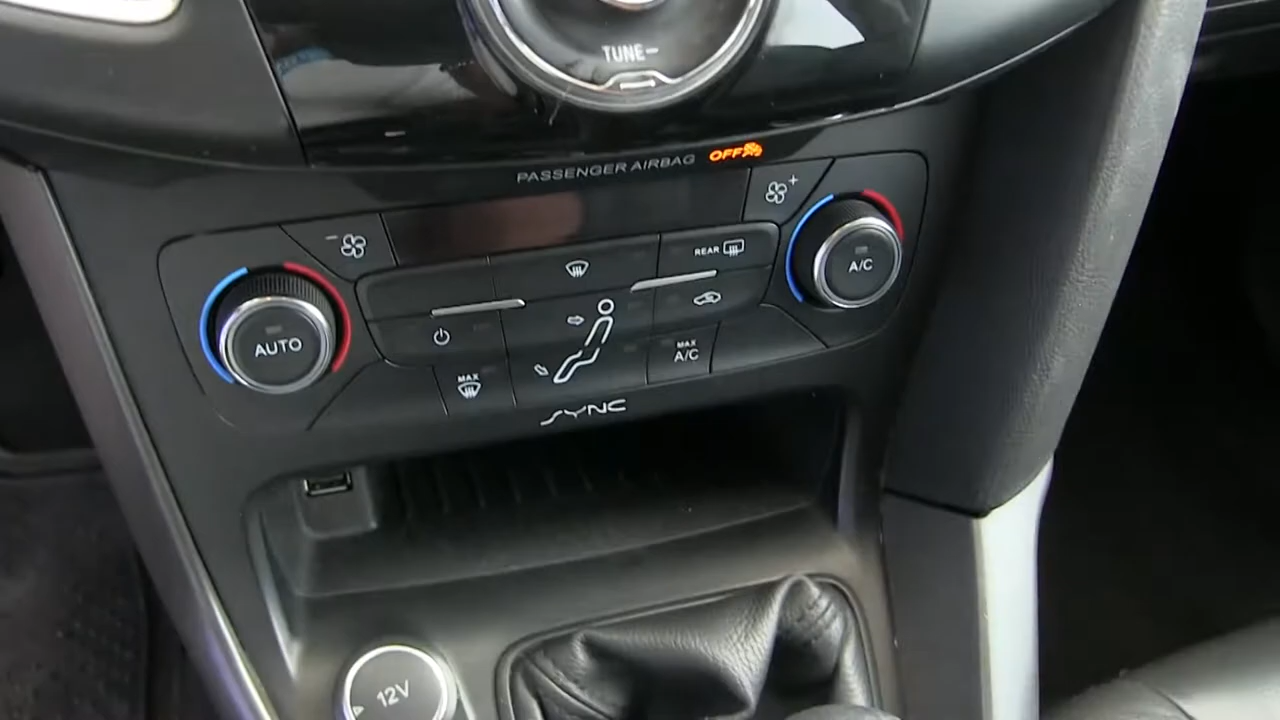 TUNE–
PASSENGER AIRBAG OFF
REAR
A/C
AUTO
MAX
A/C
MAX
SYNC
12V